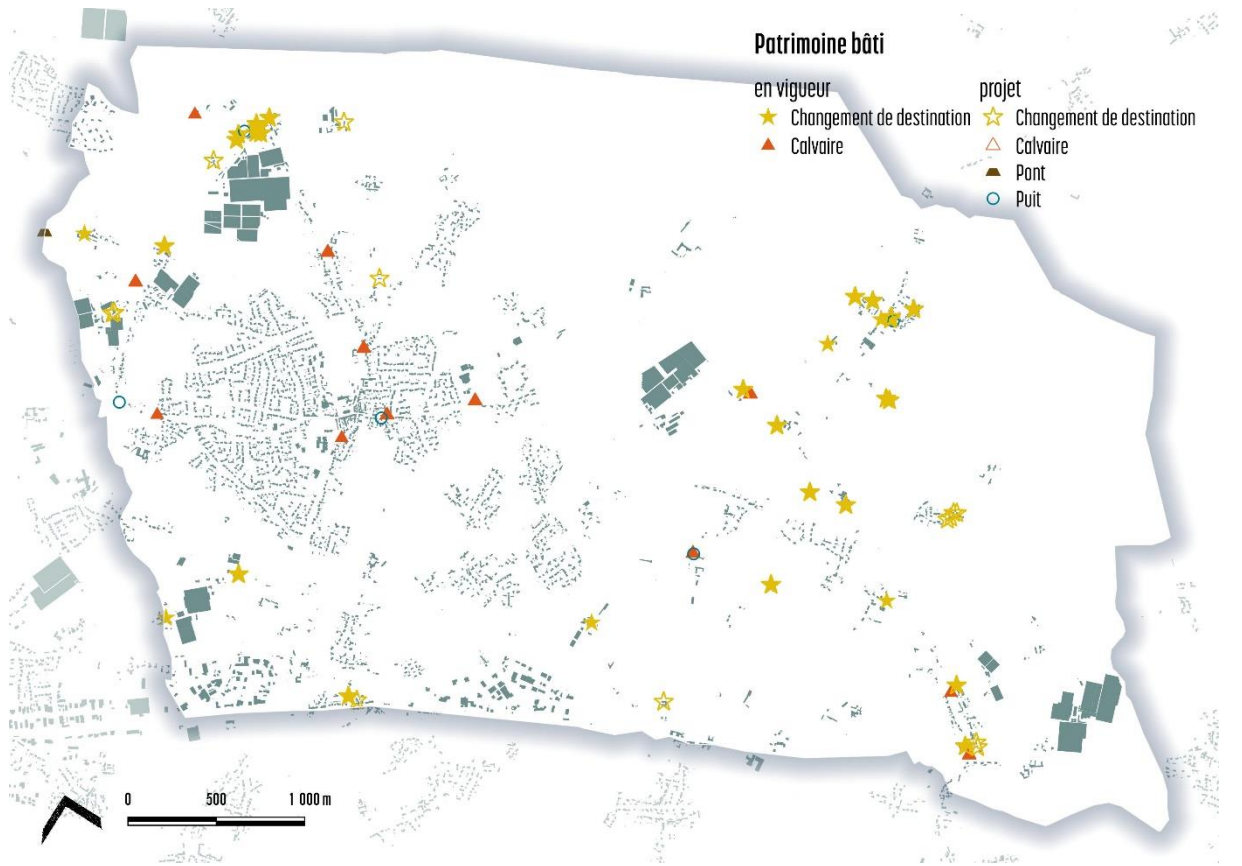 Patrimoine bâti
en vigueur
Changement de destination
Calvaire
projet
Changement de destination
Calvaire
Pont
Puit
0 500 1 000 m